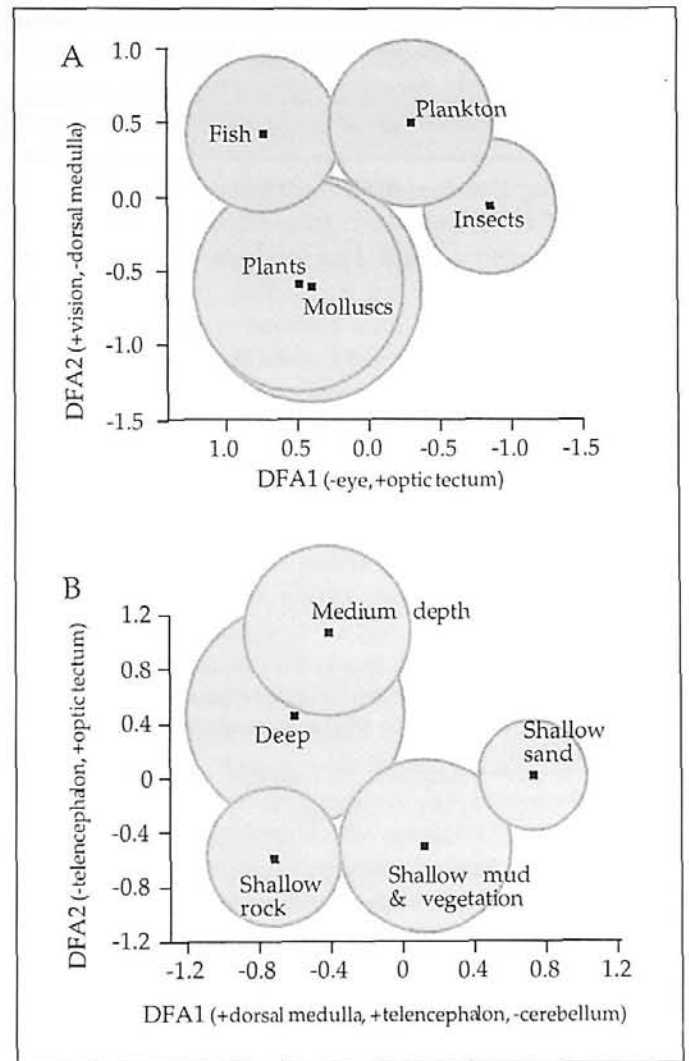 A
1.0
0.5
0.0
-0.5
-1.0
-1.5
DFA2 (+vision, -dorsal medulla)
Fish
Plankton
Insects
Plants
Molluscs
1.0 0.5 0.0 -0.5 -1.0 -1.5
DFA1 (-eye, +optic tectum)
B
1.2
0.8
0.4
0
-0.4
-0.8
-1.2
DFA2 (-telencephalon, +optic tectum)
Medium depth
Deep
Shallow
sand
Shallow
rock
Shallow mud
& vegetation
-1.2 -0.8 -0.4 0 0.4 0.8 1.2
DFA1 (+dorsal medulla, +telencephalon, -cerebellum)